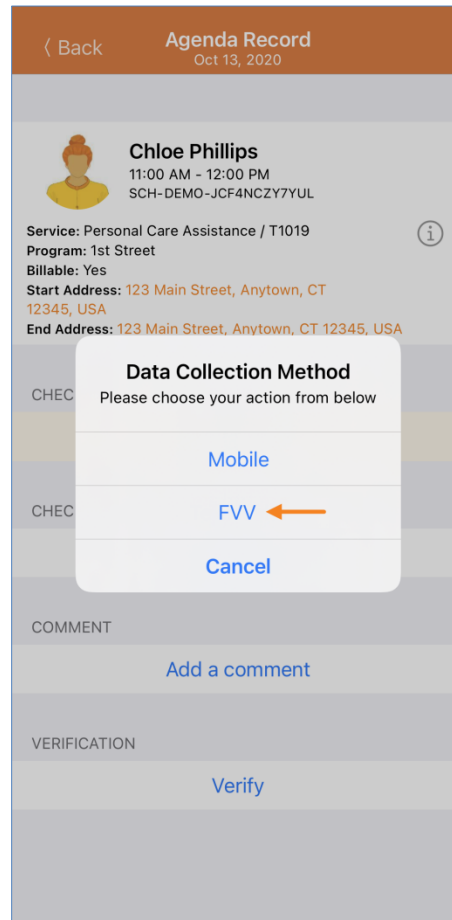 Back
Agenda Record
Oct 13, 2020
Chloe Phillips
11:00 AM - 12:00 PM
SCH-DEMO-JCF4NCZY7YUL
Service: Personal Care Assistance / T1019
Program: 1st Street
Billable: Yes
Start Address: 123 Main Street, Anytown, CT
12345, USA
End Address: 123 Main Street, Anytown, CT 12345, USA
Data Collection Method
CHEC
Please choose your action from below
Mobile
CHEC
FVV
Cancel
COMMENT
Add a comment
VERIFICATION
Verify